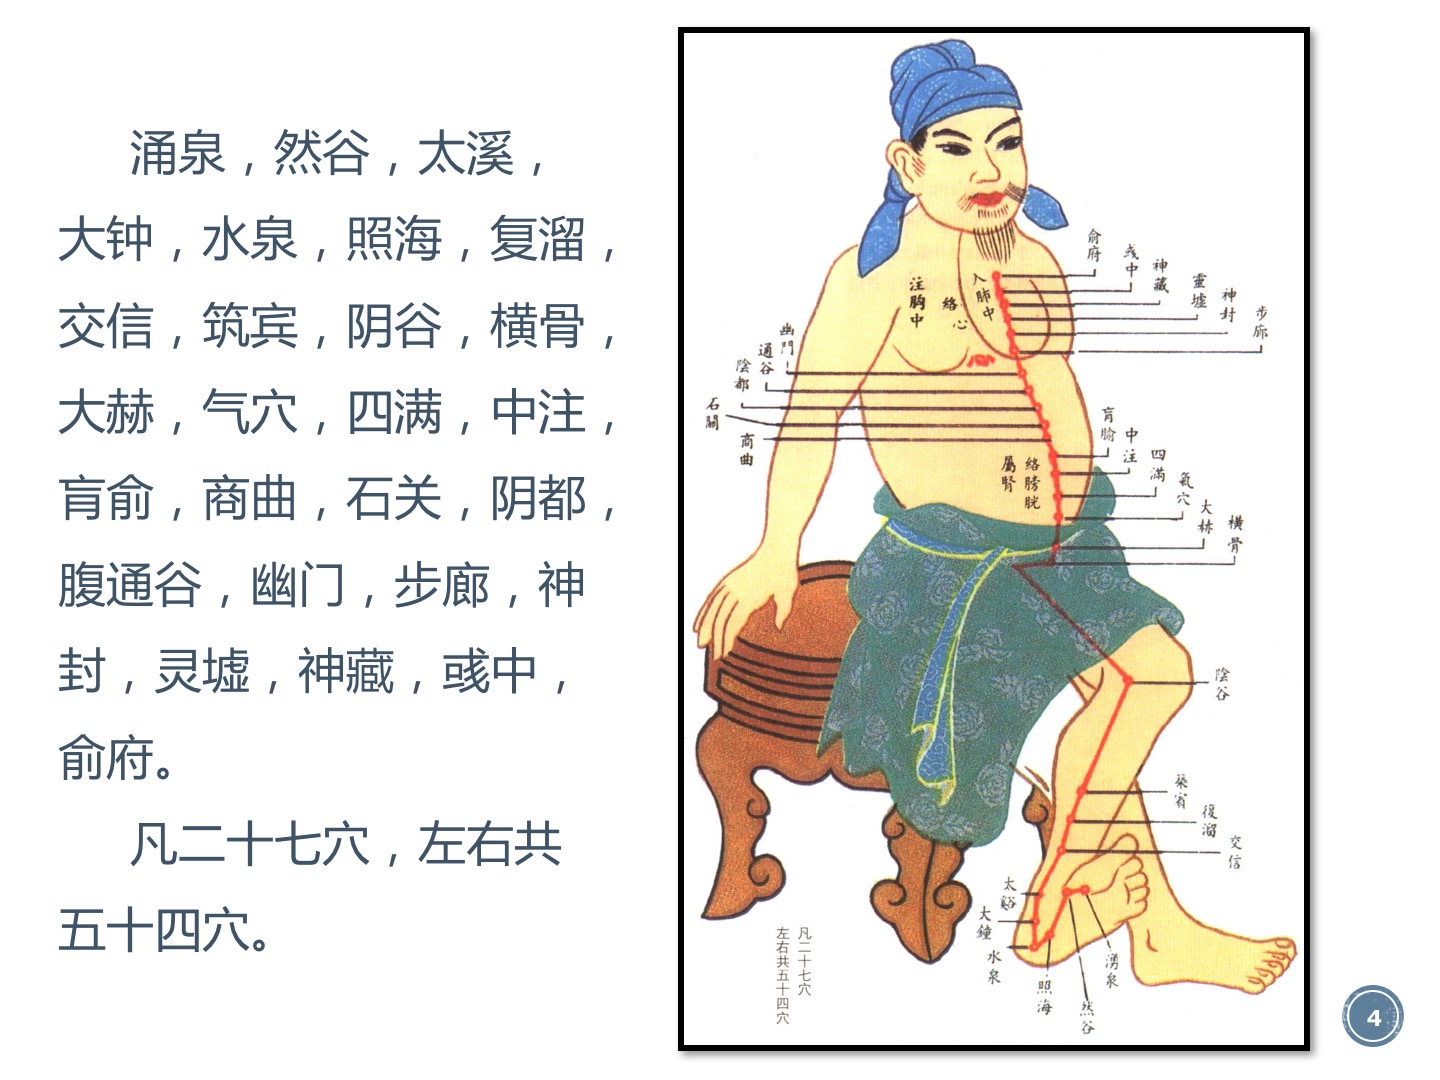 涌泉，然谷，太溪，
大钟，水泉，照海，复溜，
交信，筑宾，阴谷，横骨，
大赫，气穴，四满，中注，
肓俞，商曲，石关，阴都，
腹通谷，幽门，步廊，神
封，灵墟，神藏，彧中，
俞府。
凡二十七穴，左右共
五十四穴。
俞府
彧中
神藏
靈墟
神封
步廊
入肺中
絡心
注胸中
幽門
通谷
陰都
石關
商曲
肓腧
中注
四滿
氣穴
大赫
橫骨
絡膀胱
屬腎
陰谷
築賓
復溜
交信
太谿
大鐘
水泉
照海
然谷
湧泉
凡二十七穴
左右共五十四穴
4